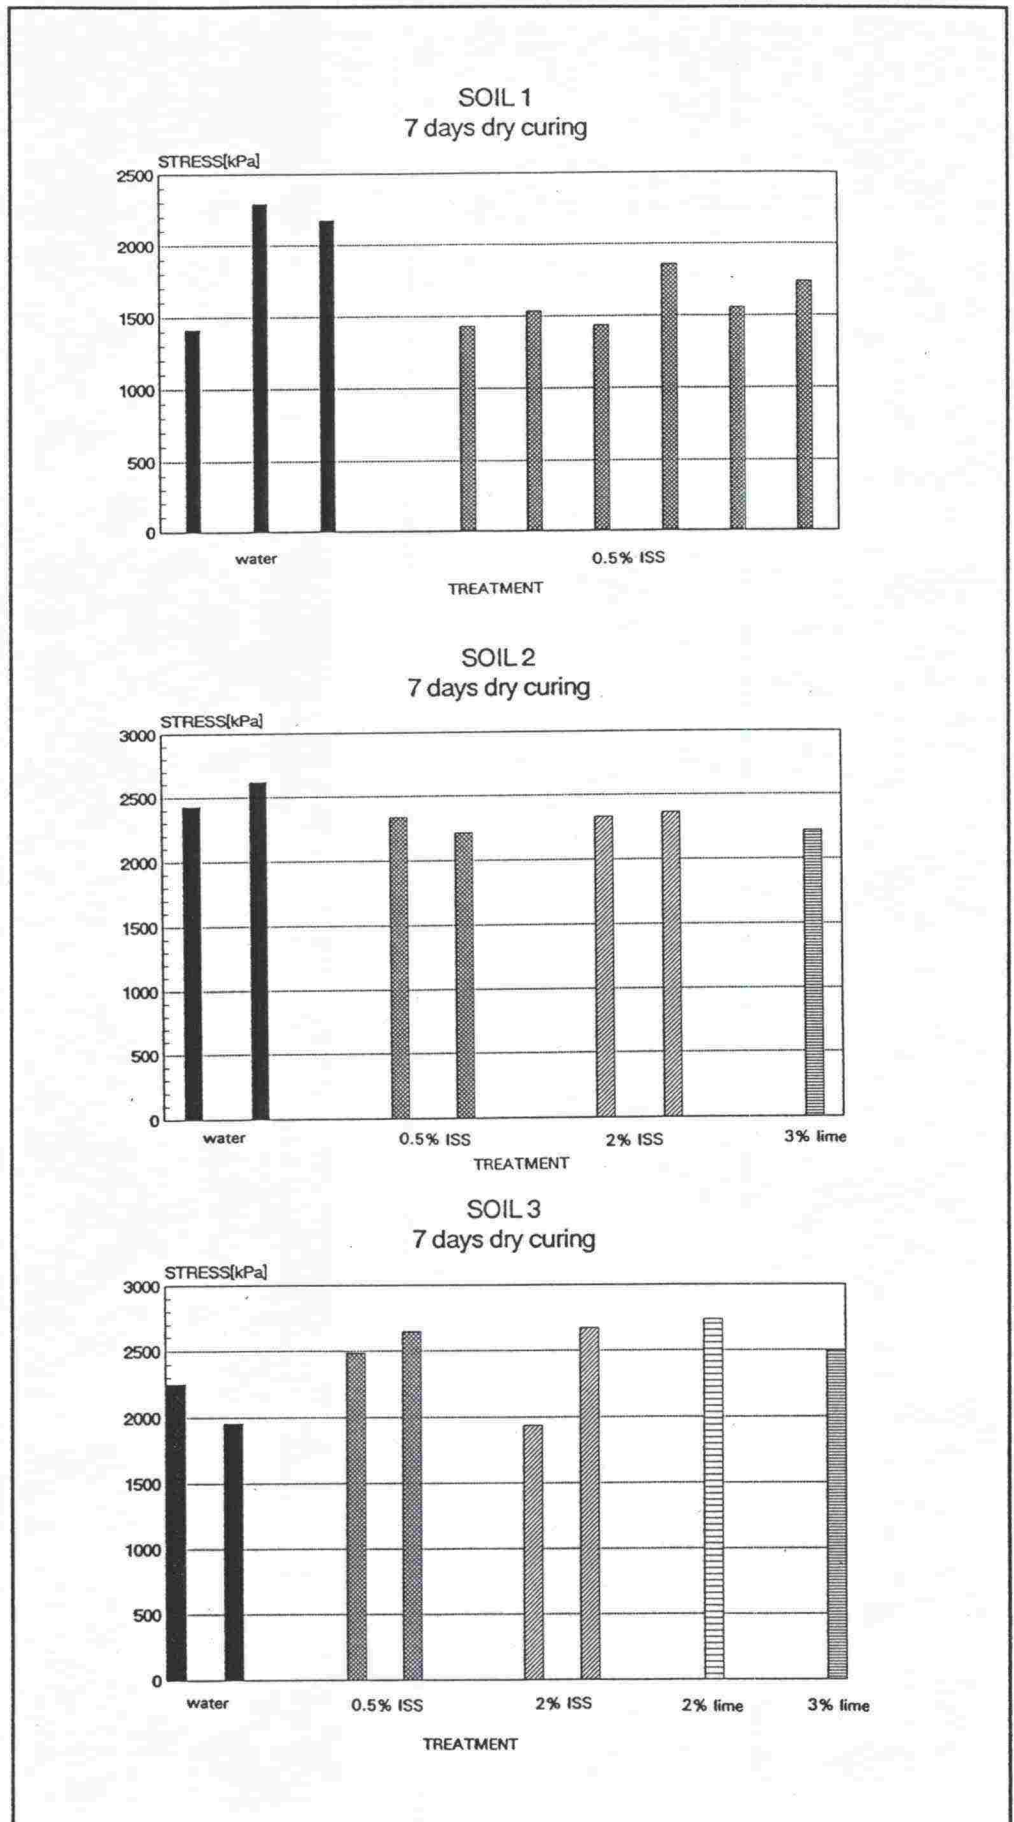 SOIL 1
7 days dry curing
STRESS[kPa]
2500
2000
1500
1000
500
0
water 0.5% ISS
TREATMENT
SOIL 2
7 days dry curing
STRESS[kPa]
3000
2500
2000
1500
1000
500
0
water 0.5% ISS 2% ISS 3% lime
TREATMENT
SOIL 3
7 days dry curing
STRESS[kPa]
3000
2500
2000
1500
1000
500
0
water 0.5% ISS 2% ISS 2% lime 3% lime
TREATMENT